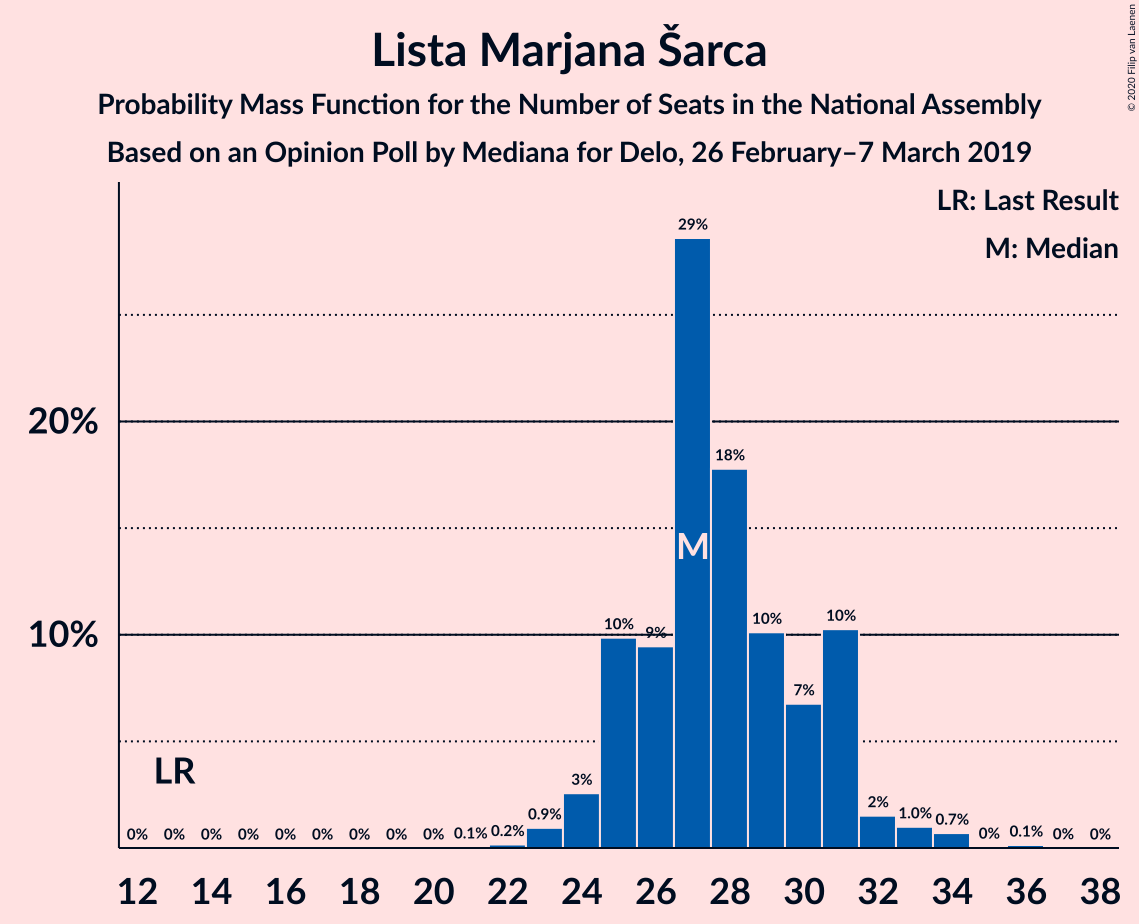 Lista Marjana Šarca
Probability Mass Function for the Number of Seats in the National Assembly
Based on an Opinion Poll by Mediana for Delo, 26 February–7 March 2019
© 2020 Filip van Laenen
LR: Last Result
M: Median
20%
10%
LR
M
0% 0% 0% 0% 0% 0% 0% 0% 0% 0.1% 0.2% 0.9% 3% 10% 9% 29% 18% 10% 7% 10% 2% 1.0% 0.7% 0% 0.1% 0% 0%
12 14 16 18 20 22 24 26 28 30 32 34 36 38